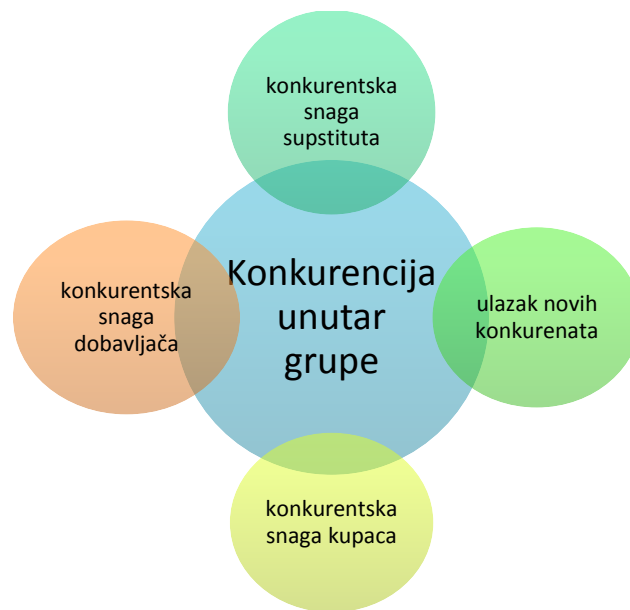 konkurentska
snaga
supstituta
konkurentska
snaga
dobavljača
Konkurencija
unutar
grupe
ulazak novih
konkurenata
konkurentska
snaga kupaca